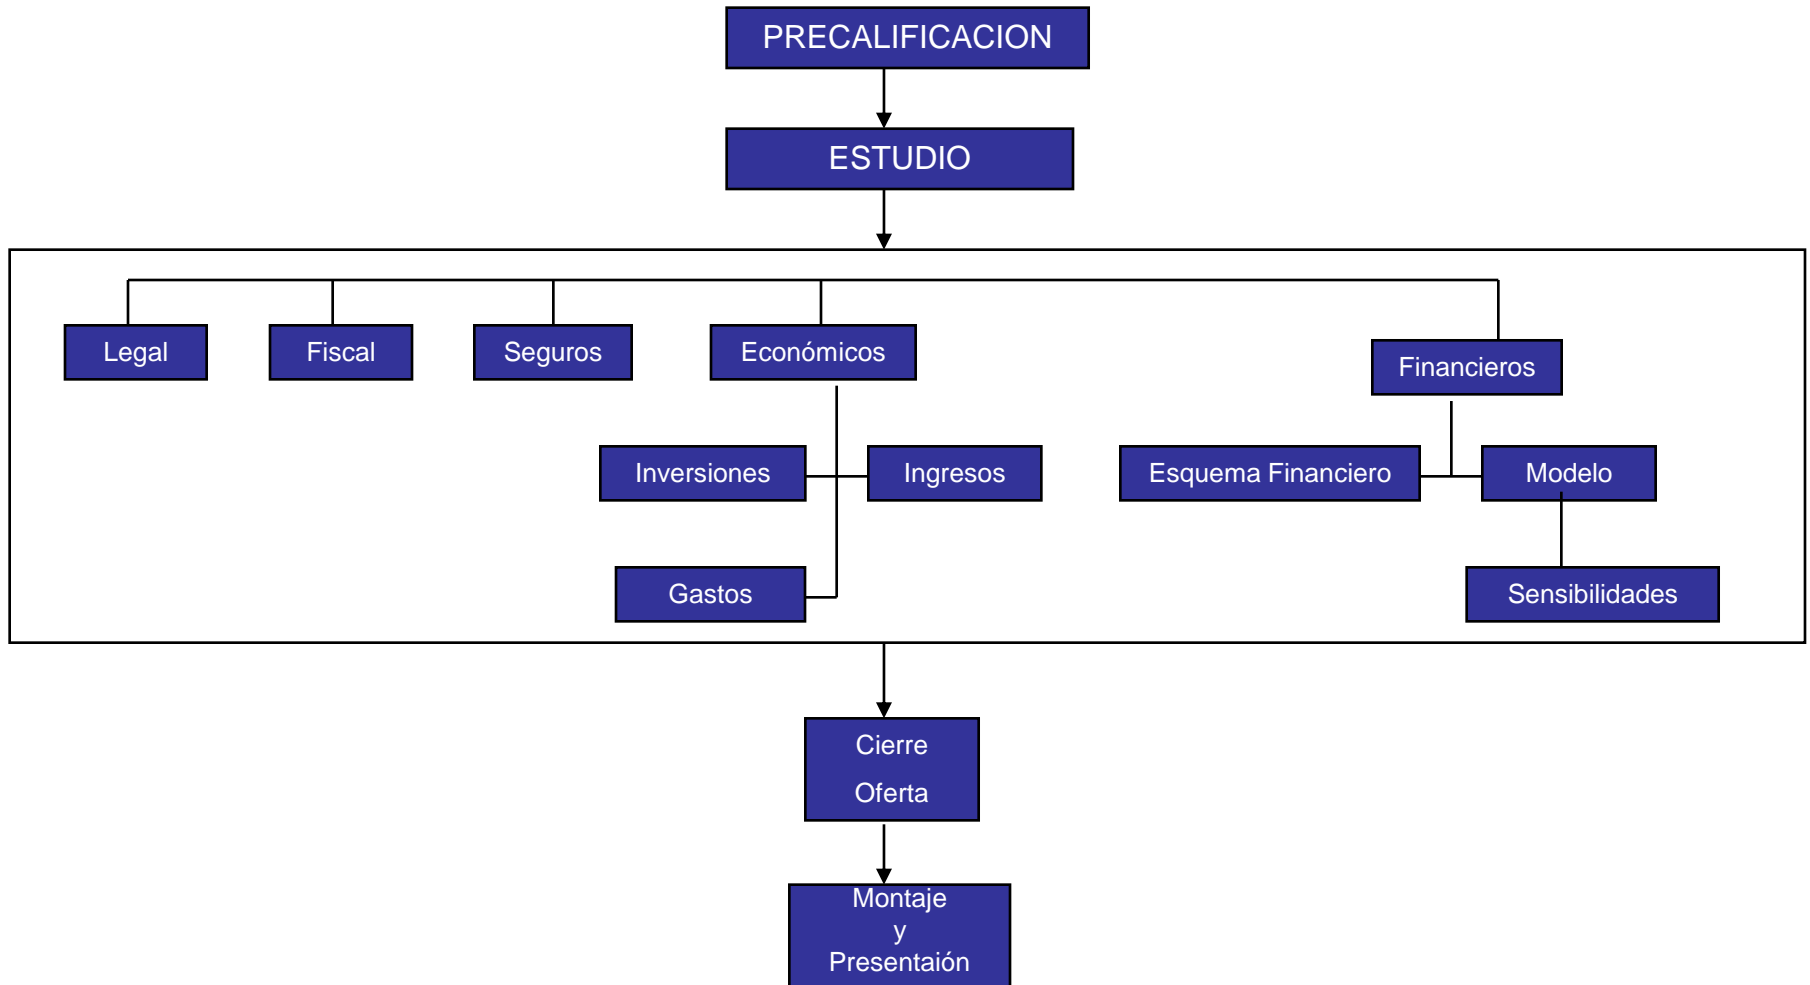 PRECALIFICACION
ESTUDIO
Legal
Fiscal
Seguros
Económicos
Financieros
Inversiones
Ingresos
Esquema Financiero
Modelo
Gastos
Sensibilidades
Cierre
Oferta
Montaje
y
Presentaión